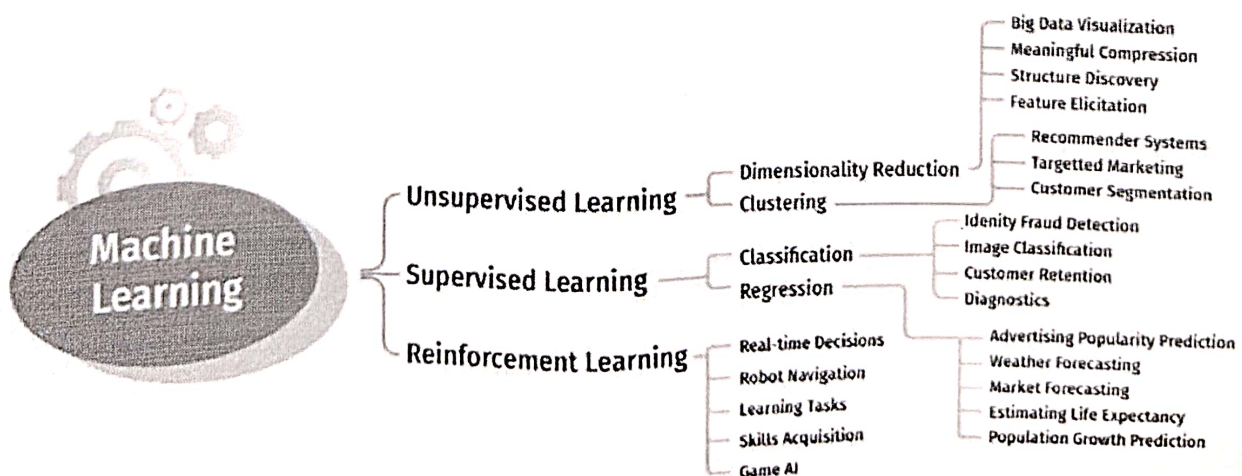 Machine
Learning
Unsupervised Learning
Dimensionality Reduction
Big Data Visualization
Meaningful Compression
Structure Discovery
Feature Elicitation
Clustering
Recommender Systems
Targetted Marketing
Customer Segmentation
Supervised Learning
Classification
Idenity Fraud Detection
Image Classification
Customer Retention
Diagnostics
Regression
Advertising Popularity Prediction
Weather Forecasting
Market Forecasting
Estimating Life Expectancy
Population Growth Prediction
Reinforcement Learning
Real-time Decisions
Robot Navigation
Learning Tasks
Skills Acquisition
Game AI